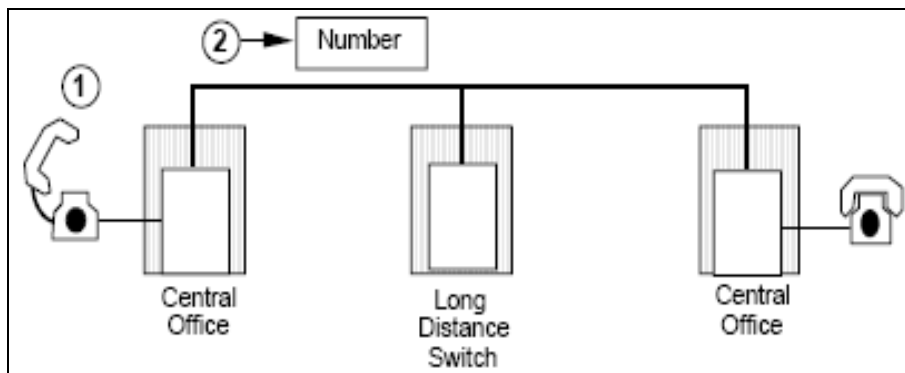 2
Number
1
Central
Office
Long
Distance
Switch
Central
Office